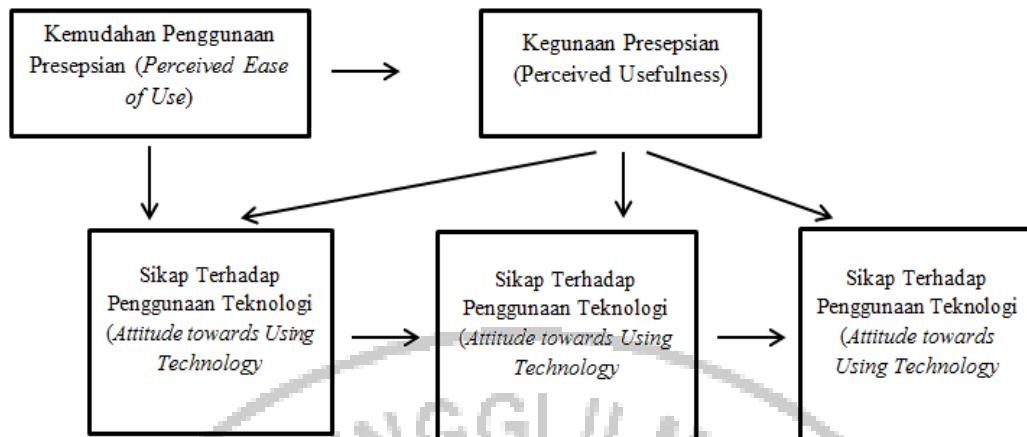 Kemudahan Penggunaan
Presepsian (Perceived Ease
of Use)
Kegunaan Presepsian
(Perceived Usefulness)
Sikap Terhadap
Penggunaan Teknologi
(Attitude towards Using
Technology
Sikap Terhadap
Penggunaan Teknologi
(Attitude towards Using
Technology
Sikap Terhadap
Penggunaan Teknologi
(Attitude towards
Using Technology